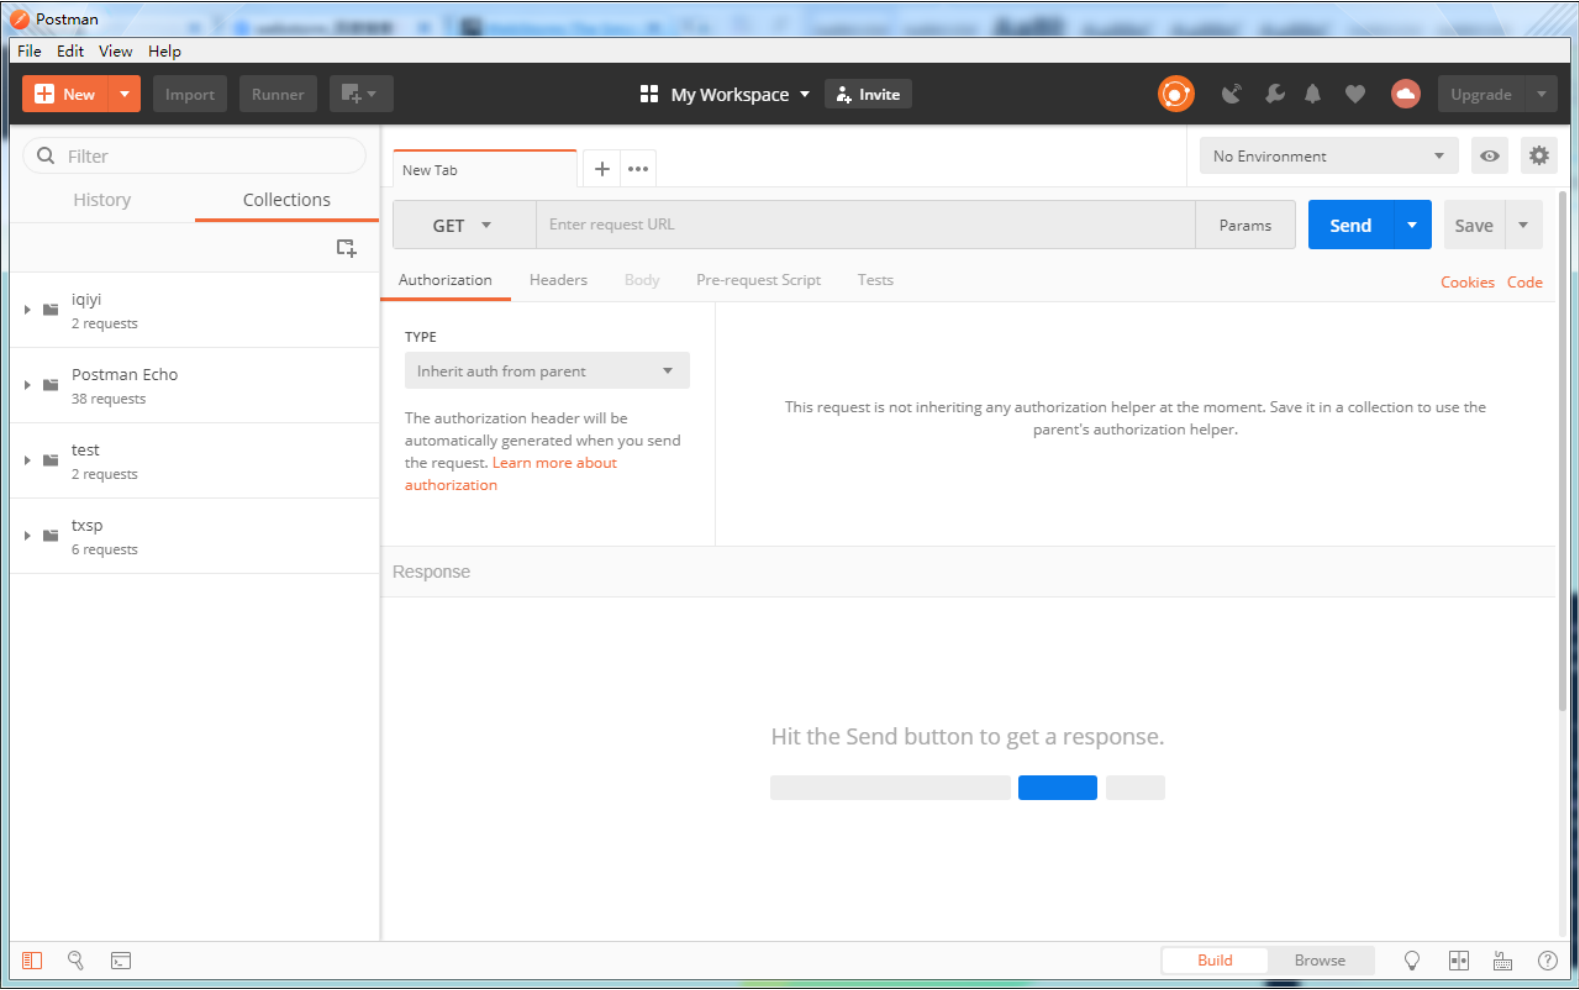 Postman
File Edit View Help
New Import Runner My Workspace Invite Upgrade
Filter
History Collections
iqiyi
2 requests
Postman Echo
38 requests
test
2 requests
txsp
6 requests
New Tab
No Environment
GET Enter request URL Params Send Save
Authorization Headers Body Pre-request Script Tests Cookies Code
TYPE
Inherit auth from parent
The authorization header will be
automatically generated when you send
the request. Learn more about
authorization
This request is not inheriting any authorization helper at the moment. Save it in a collection to use the
parent's authorization helper.
Response
Hit the Send button to get a response.
Build Browse